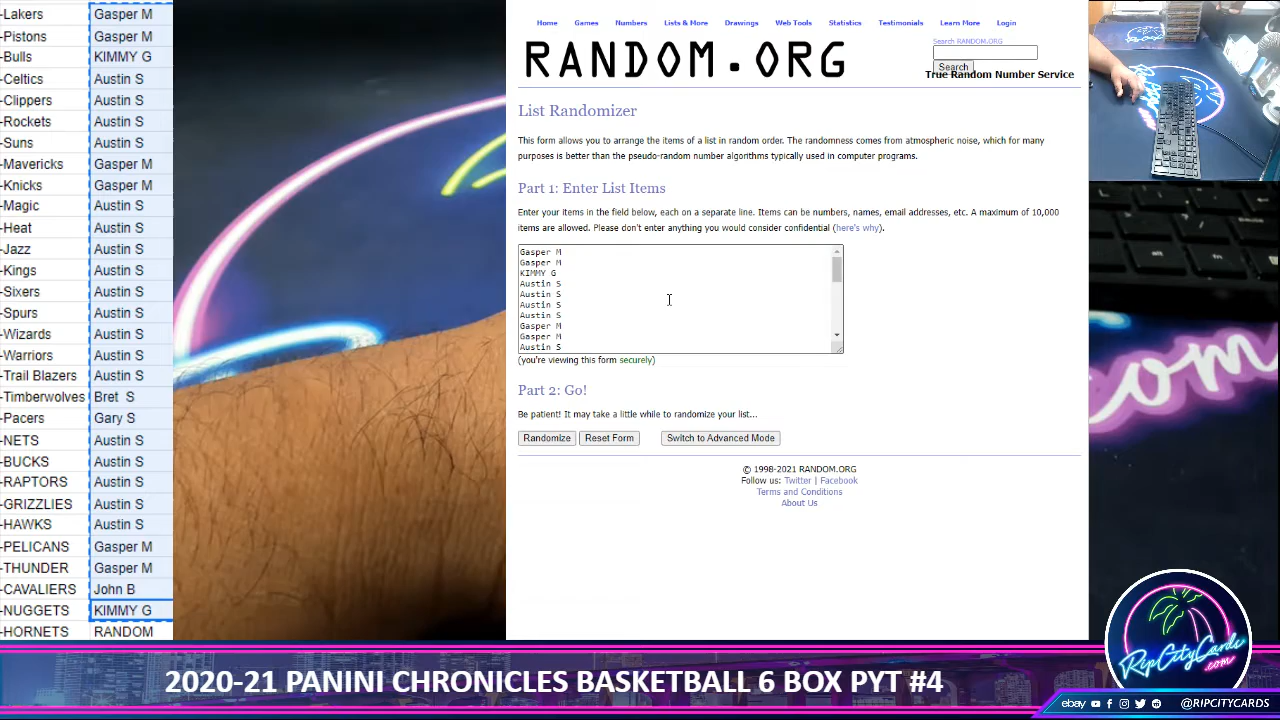 -Lakers Gasper M
-Pistons Gasper M
-Bulls KIMMY G
-Celtics Austin S
-Clippers Austin S
-Rockets Austin S
-Suns Austin S
-Mavericks Gasper M
-Knicks Gasper M
-Magic Austin S
-Heat Austin S
-Jazz Austin S
-Kings Austin S
-Sixers Austin S
-Spurs Austin S
-Wizards Austin S
-Warriors Austin S
-Trail Blazers Austin S
-Timberwolves Bret S
-Pacers Gary S
-NETS Austin S
-BUCKS Austin S
-RAPTORS Austin S
-GRIZZLIES Austin S
-HAWKS Austin S
-PELICANS Gasper M
-THUNDER Gasper M
-CAVALIERS John B
-NUGGETS KIMMY G
-HORNETS RANDOM
Home Games Numbers Lists & More Drawings Web Tools Statistics Testimonials Learn More Login
RANDOM.ORG
Search RANDOM.ORG
Search
True Random Number Service
List Randomizer
This form allows you to arrange the items of a list in random order. The randomness comes from atmospheric noise, which for many
purposes is better than the pseudo-random number algorithms typically used in computer programs.
Part 1: Enter List Items
Enter your items in the field below, each on a separate line. Items can be numbers, names, email addresses, etc. A maximum of 10,000
items are allowed. Please don't enter anything you would consider confidential (here's why).
Gasper M
Gasper M
KIMMY G
Austin S
Austin S
Austin S
Austin S
Gasper M
Gasper M
Austin S
(you're viewing this form securely)
Part 2: Go!
Be patient! It may take a little while to randomize your list...
Randomize Reset Form Switch to Advanced Mode
© 1998-2021 RANDOM.ORG
Follow us: Twitter | Facebook
Terms and Conditions
About Us
com
RipCityCards
.com
2020-21 PANINI CHRONICLES BASKETBALL 6 BOX PYT #4
ebay @RIPCITYCARDS